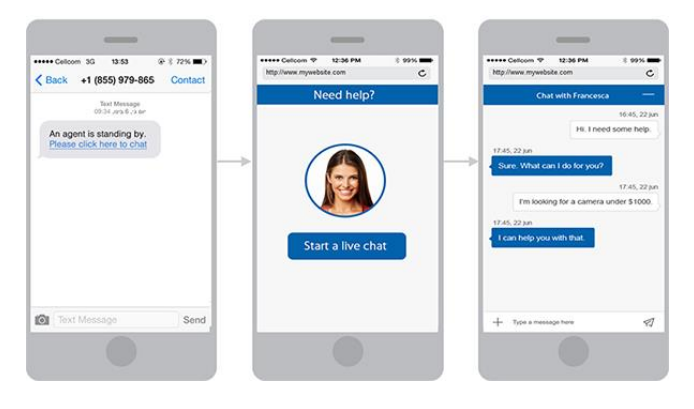 Cellcom 3G 13:53 72%
Back +1 (855) 979-865 Contact
Text Message
An agent is standing by.
Please click here to chat
Text Message Send
Cellcom 12:36 PM 99%
http://www.mywebsite.com
Need help?
Start a live chat
Cellcom 12:36 PM 99%
http://www.mywebsite.com
Chat with Francesca
16:45, 22 jun
Hi. I need some help.
17:45, 22 jun
Sure. What can I do for you?
17:45, 22 jun
I'm looking for a camera under $1000.
17:45, 22 jun
I can help you with that.
Type a message here